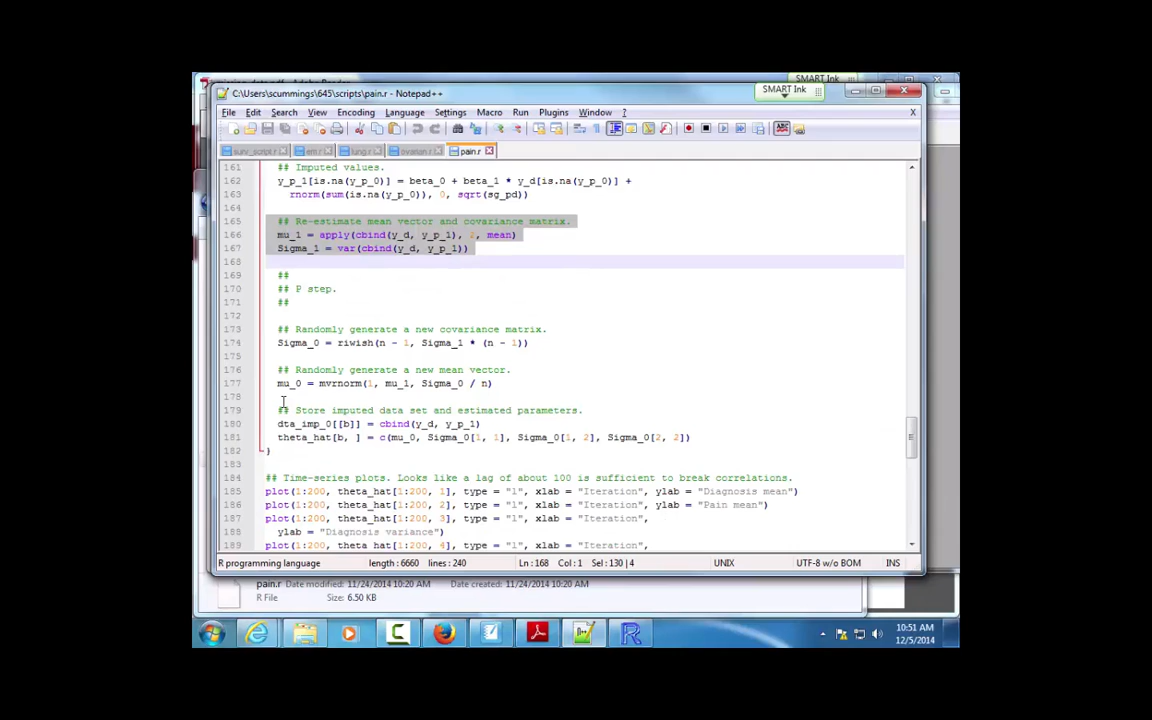 SMART Ink
C:\Users\scummings\645\scripts\pain.r - Notepad++
SMART Ink
File Edit Search View Encoding Language Settings Macro Run Plugins Window ? X
surv_script.r em.r lung.r ovarian.r pain.r
161 ## Imputed values.
162 y_p_1[is.na(y_p_0)] = beta_0 + beta_1 * y_d[is.na(y_p_0)] +
163 rnorm(sum(is.na(y_p_0)), 0, sqrt(sg_pd))
164
165 ## Re-estimate mean vector and covariance matrix.
166 mu_1 = apply(cbind(y_d, y_p_1), 2, mean)
167 Sigma_1 = var(cbind(y_d, y_p_1))
168
169 ##
170 ## P step.
171 ##
172
173 ## Randomly generate a new covariance matrix.
174 Sigma_0 = riwish(n - 1, Sigma_1 * (n - 1))
175
176 ## Randomly generate a new mean vector.
177 mu_0 = mvrnorm(1, mu_1, Sigma_0 / n)
178
179 ## Store imputed data set and estimated parameters.
180 dta_imp_0[[b]] = cbind(y_d, y_p_1)
181 theta_hat[b, ] = c(mu_0, Sigma_0[1, 1], Sigma_0[1, 2], Sigma_0[2, 2])
182 }
183
184 ## Time-series plots. Looks like a lag of about 100 is sufficient to break correlations.
185 plot(1:200, theta_hat[1:200, 1], type = "l", xlab = "Iteration", ylab = "Diagnosis mean")
186 plot(1:200, theta_hat[1:200, 2], type = "l", xlab = "Iteration", ylab = "Pain mean")
187 plot(1:200, theta_hat[1:200, 3], type = "l", xlab = "Iteration",
188 ylab = "Diagnosis variance")
189 plot(1:200, theta_hat[1:200, 4], type = "l", xlab = "Iteration",
R programming language length : 6660 lines : 240 Ln : 168 Col : 1 Sel : 130 | 4 UNIX UTF-8 w/o BOM INS
pain.r Date modified: 11/24/2014 10:20 AM Date created: 11/24/2014 10:20 AM
R File Size: 6.50 KB
10:51 AM
12/5/2014